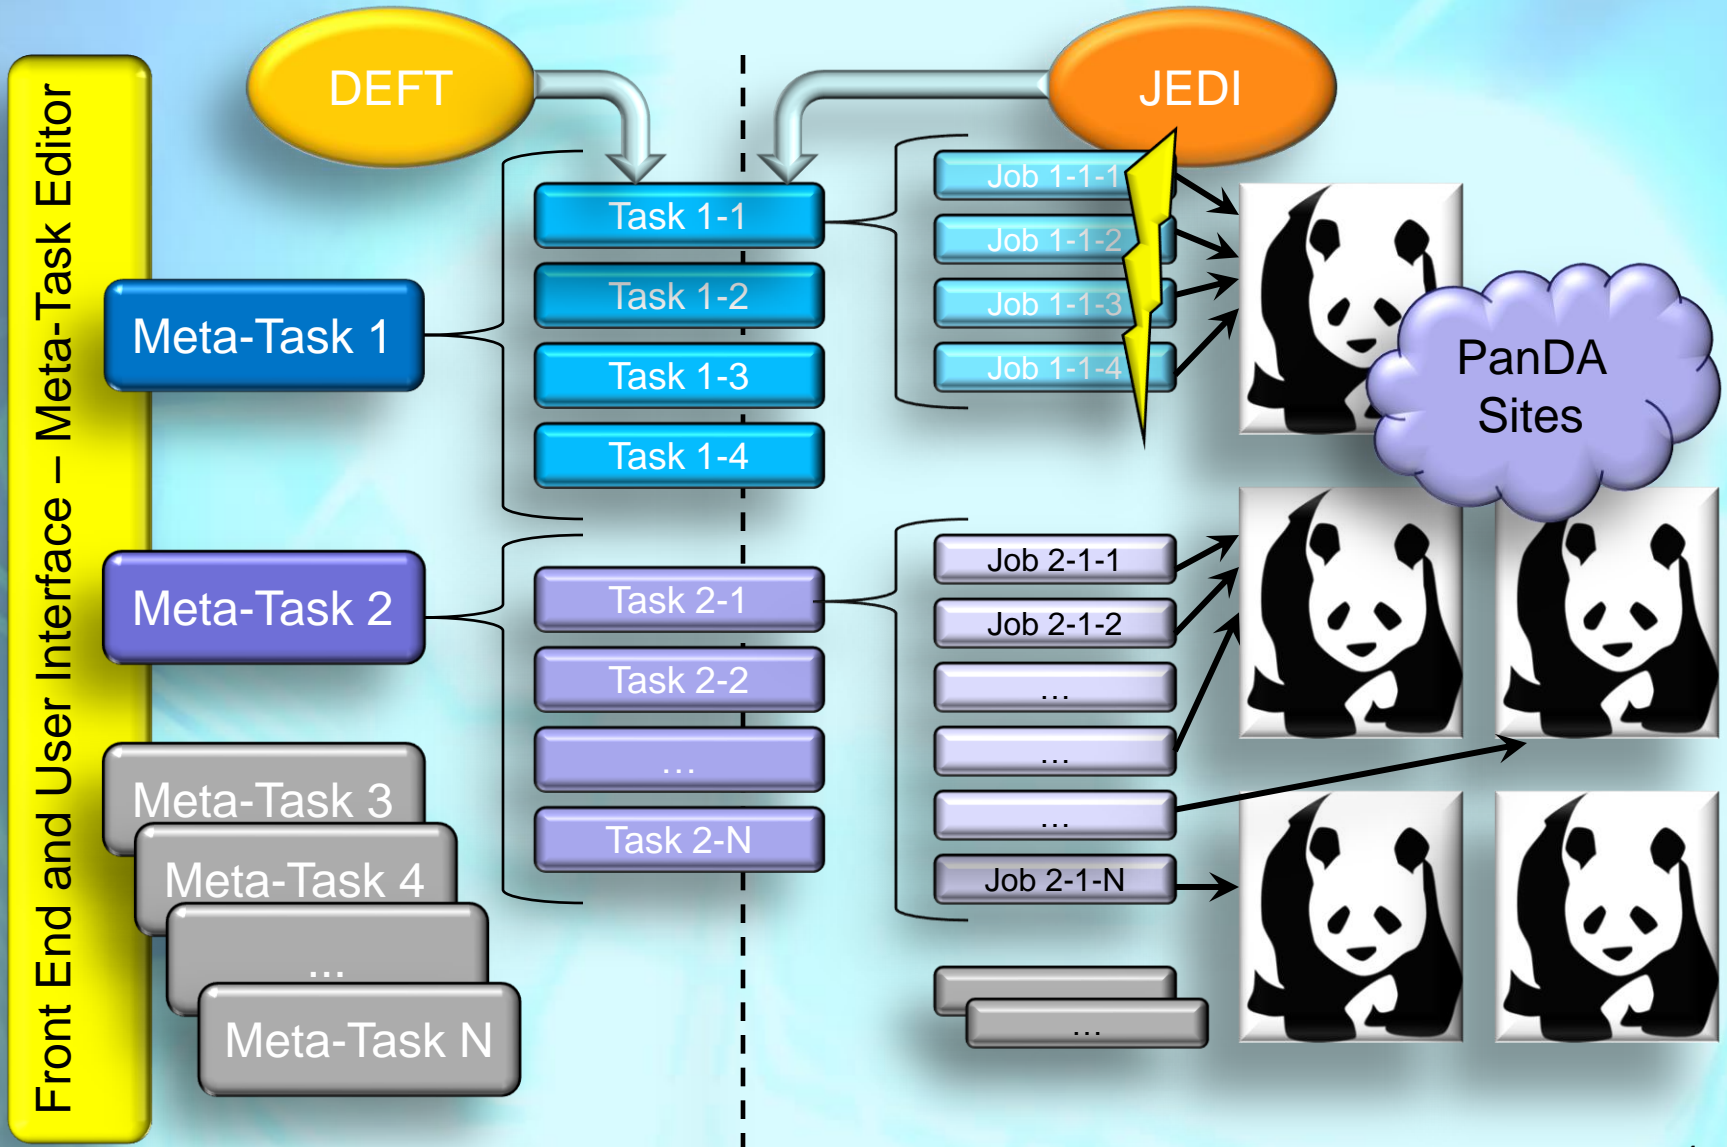 Front End and User Interface – Meta-Task Editor
DEFT
JEDI
Meta-Task 1
Task 1-1
Task 1-2
Task 1-3
Task 1-4
Job 1-1-1
Job 1-1-2
Job 1-1-3
Job 1-1-4
PanDA
Sites
Meta-Task 2
Task 2-1
Task 2-2
...
Task 2-N
Job 2-1-1
Job 2-1-2
...
...
...
Job 2-1-N
...
Meta-Task 3
Meta-Task 4
...
Meta-Task N